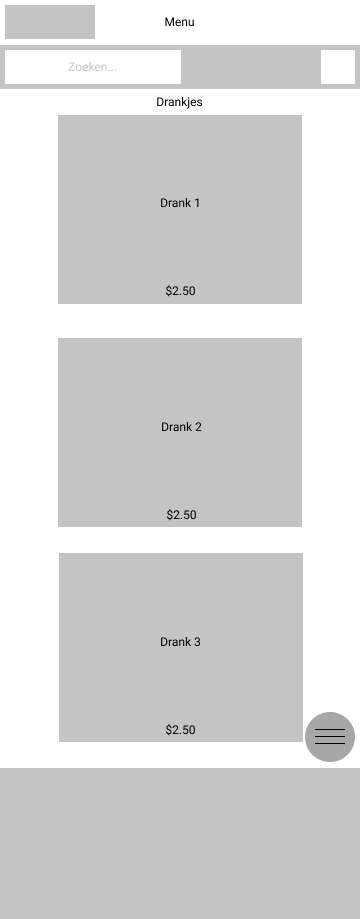 Menu
Zoeken...
Drankjes
Drank 1
$2.50
Drank 2
$2.50
Drank 3
$2.50